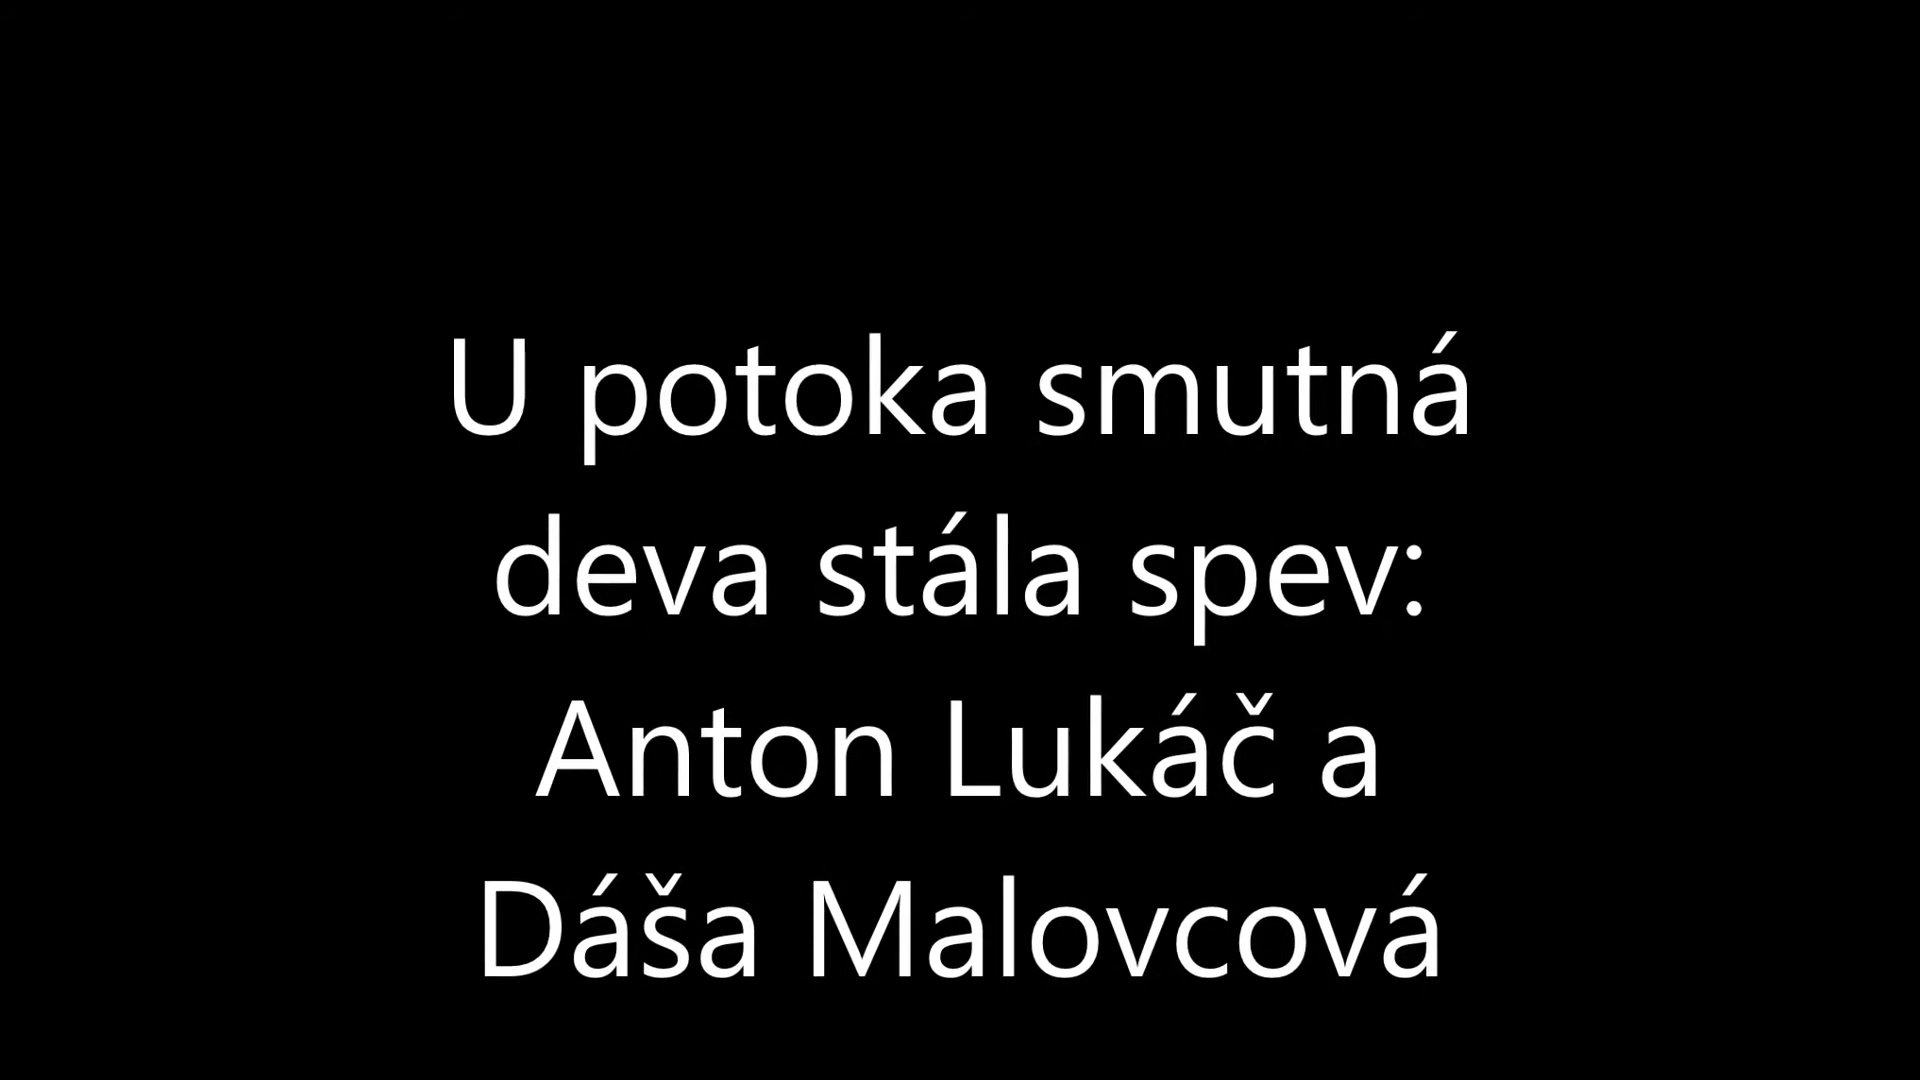 U potoka smutná
deva stála spev:
Anton Lukáč a
Dáša Malovcová